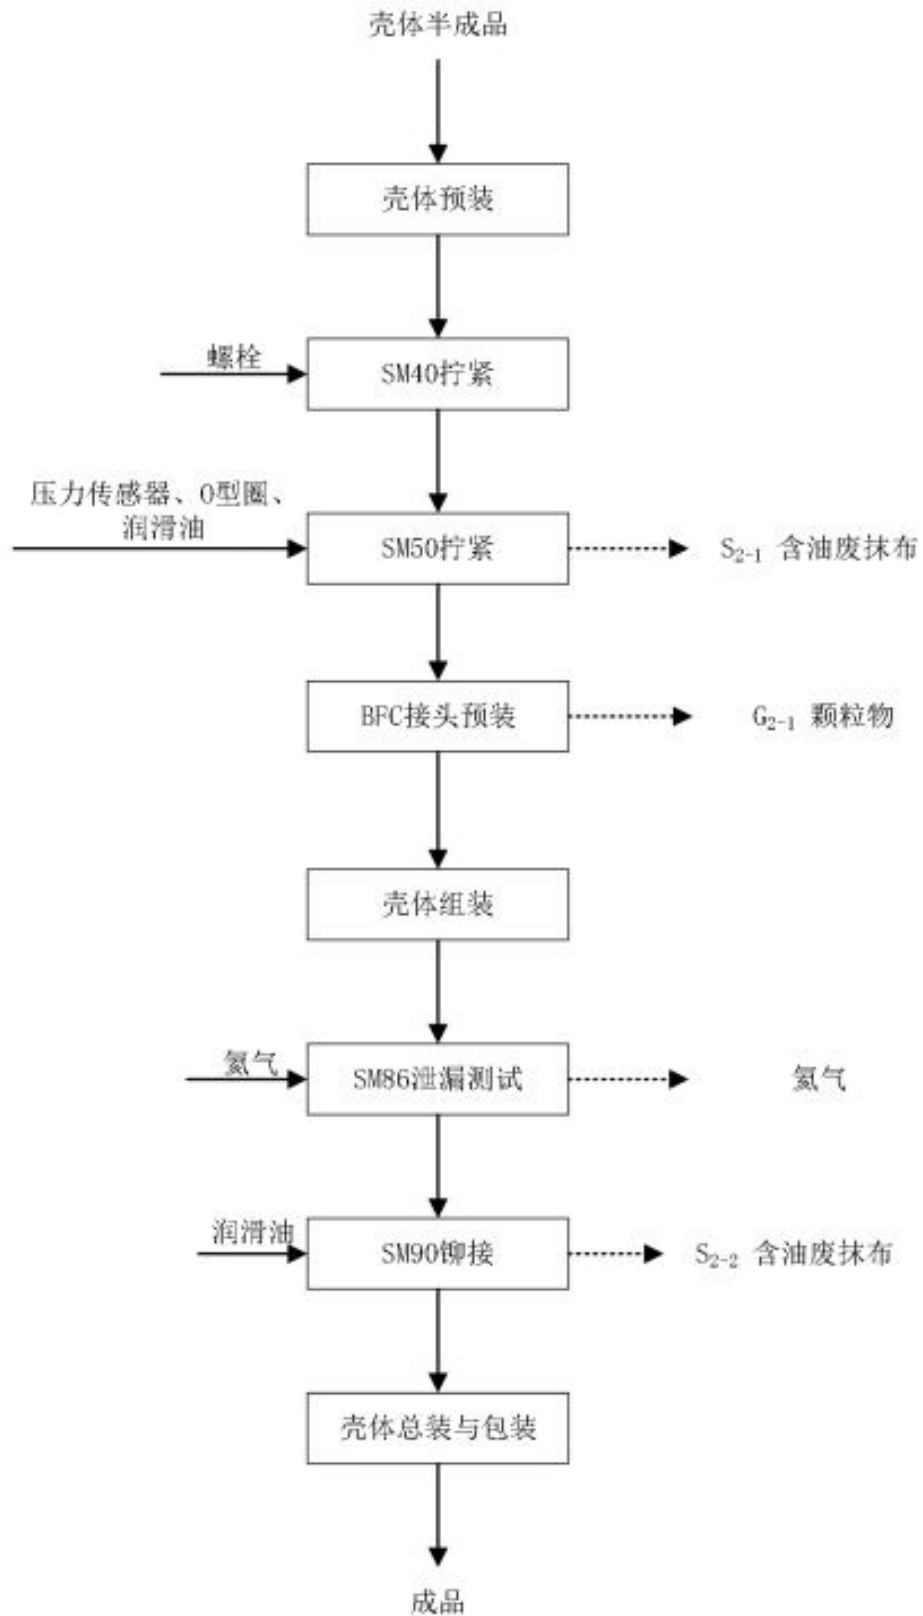 壳体半成品
壳体预装
螺栓
SM40拧紧
压力传感器、O型圈、
润滑油
SM50拧紧
S₂₋₁ 含油废抹布
BFC接头预装
G₂₋₁ 颗粒物
壳体组装
氦气
SM86泄漏测试
氦气
润滑油
SM90铆接
S₂₋₂ 含油废抹布
壳体总装与包装
成品